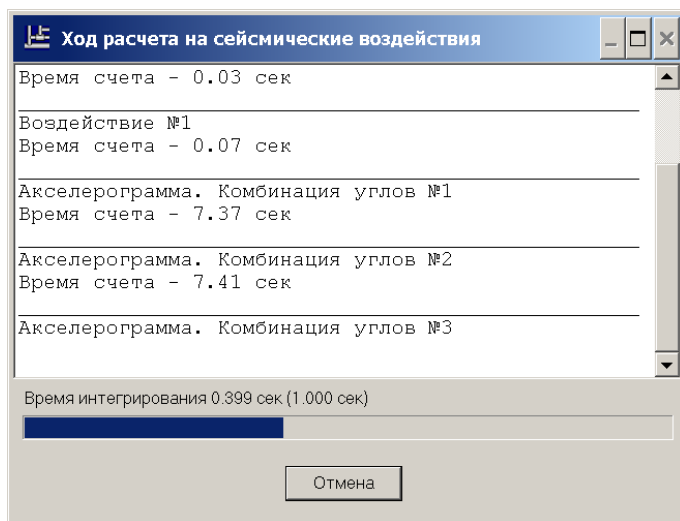 Ход расчета на сейсмические воздействия
Время счета - 0.03 сек
Воздействие №1
Время счета - 0.07 сек
Акселерограмма. Комбинация углов №1
Время счета - 7.37 сек
Акселерограмма. Комбинация углов №2
Время счета - 7.41 сек
Акселерограмма. Комбинация углов №3
Время интегрирования 0.399 сек (1.000 сек)
Отмена